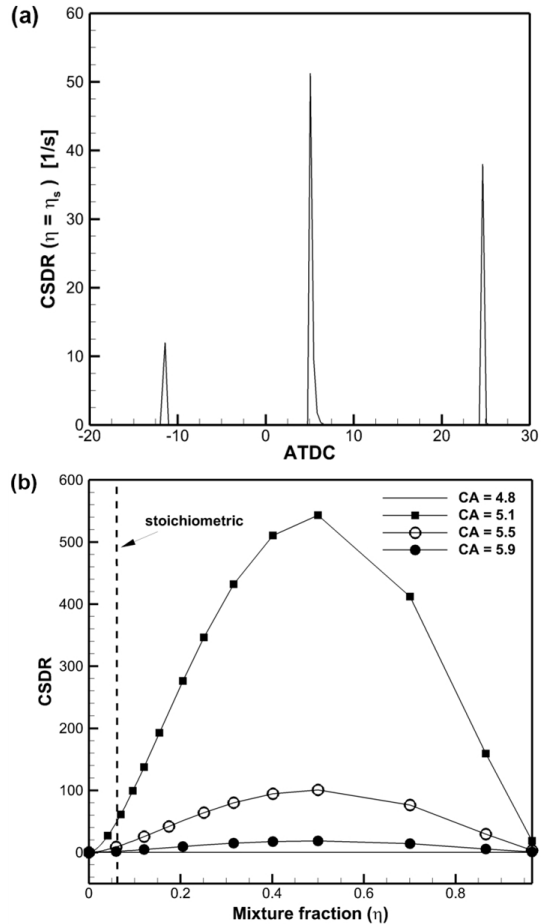 (a)
60
50
40
30
20
10
0
CSDR (η = ηs ) [1/s]
-20
-10
0
10
20
30
ATDC
(b)
600
500
400
300
200
100
0
CSDR
stoichiometric
CA = 4.8
CA = 5.1
CA = 5.5
CA = 5.9
0
0.2
0.4
0.6
0.8
Mixture fraction (η)